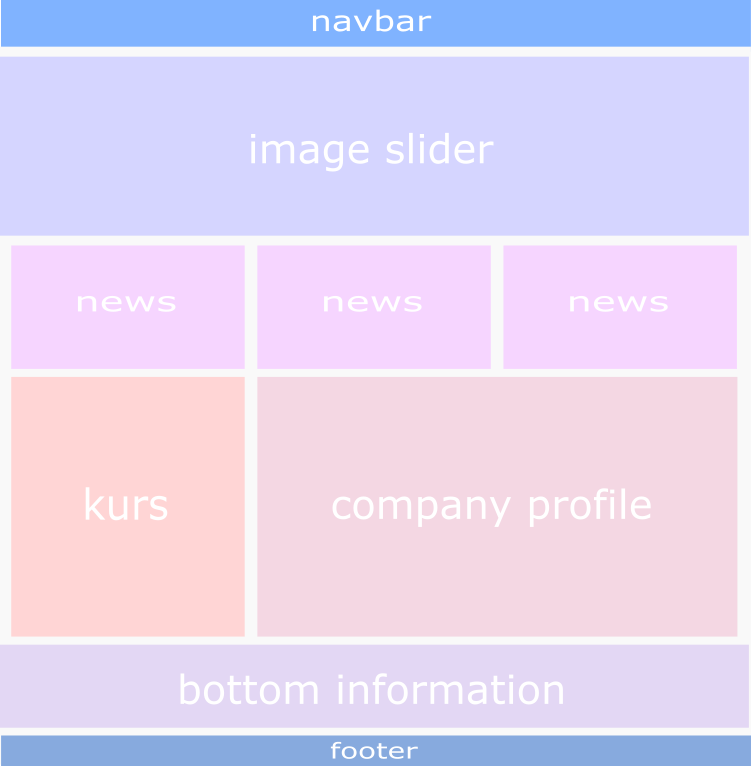 navbar
image slider
news
news
news
kurs
company profile
bottom information
footer